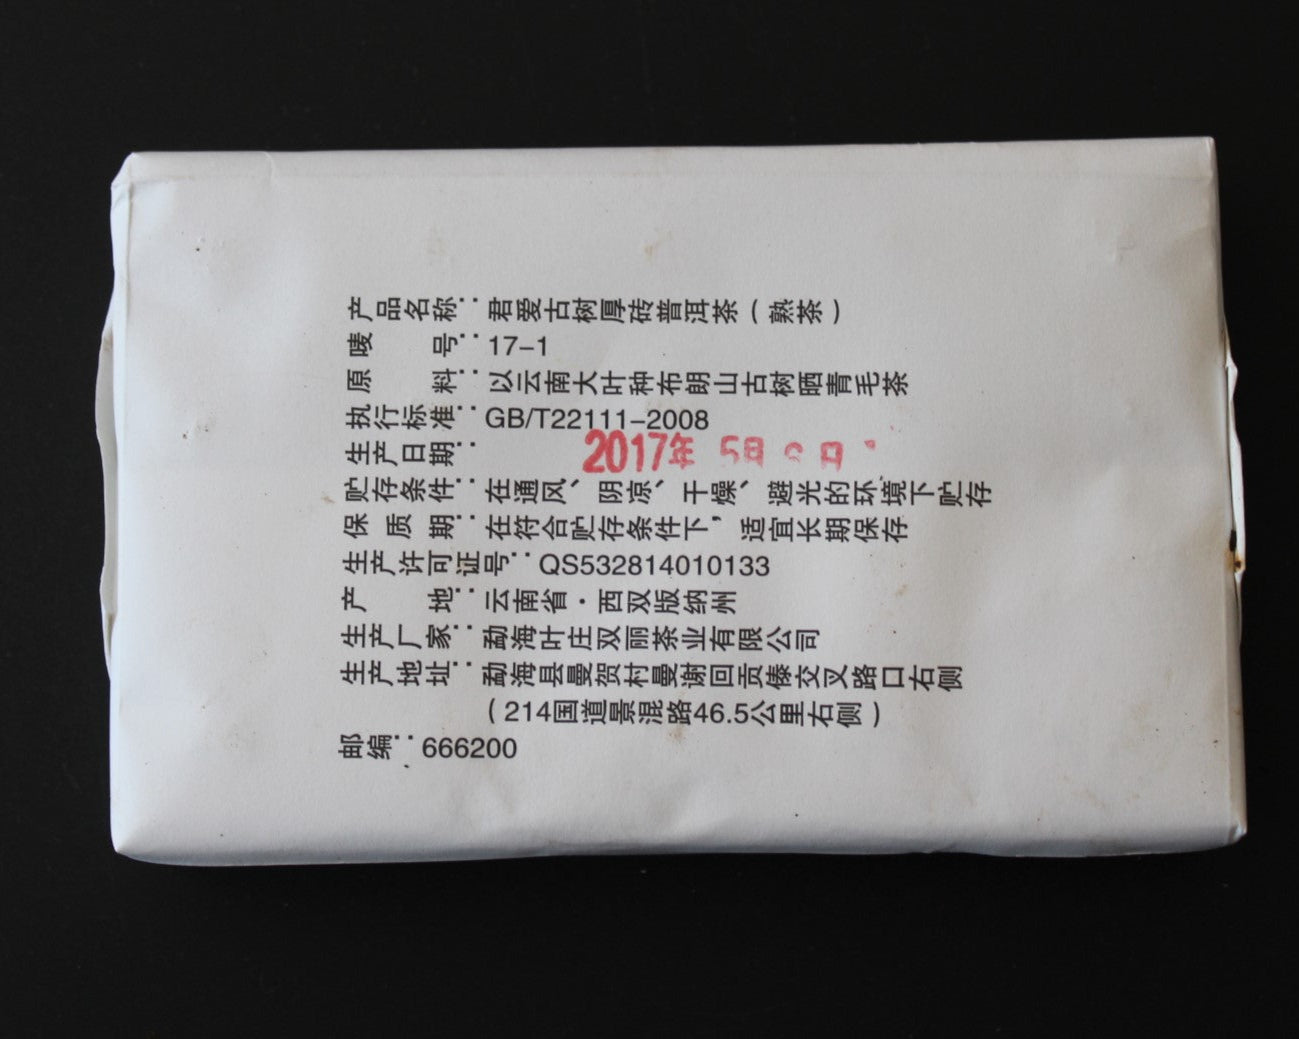 产品名称：君爱古树厚砖普洱茶（熟茶）
唛号：17-1
原料：以云南大叶种布朗山古树晒青毛茶
执行标准：GB/T22111-2008
生产日期：2017年 5月 日
贮存条件：在通风、阴凉、干燥、避光的环境下贮存
保质期：在符合贮存条件下，适宜长期保存
生产许可证号：QS532814010133
产地：云南省·西双版纳州
生产厂家：勐海叶庄双丽茶业有限公司
生产地址：勐海县曼贺村曼谢回贡傣交叉路口右侧
（214国道景混路46.5公里右侧）
邮编：666200